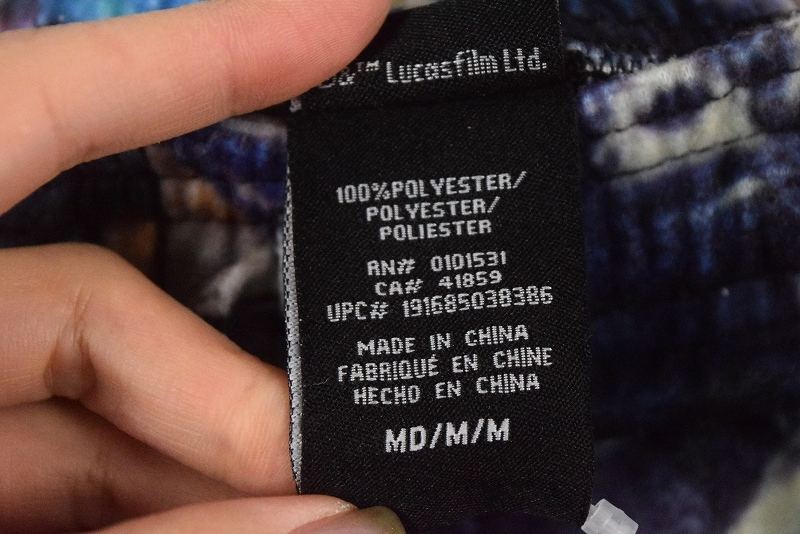 &™ Lucasfilm Ltd.
100%POLYESTER/
POLYESTER/
POLIESTER
RN# 0101531
CA# 41859
UPC# 191685038386
MADE IN CHINA
FABRIQUÉ EN CHINE
HECHO EN CHINA
MD/M/M